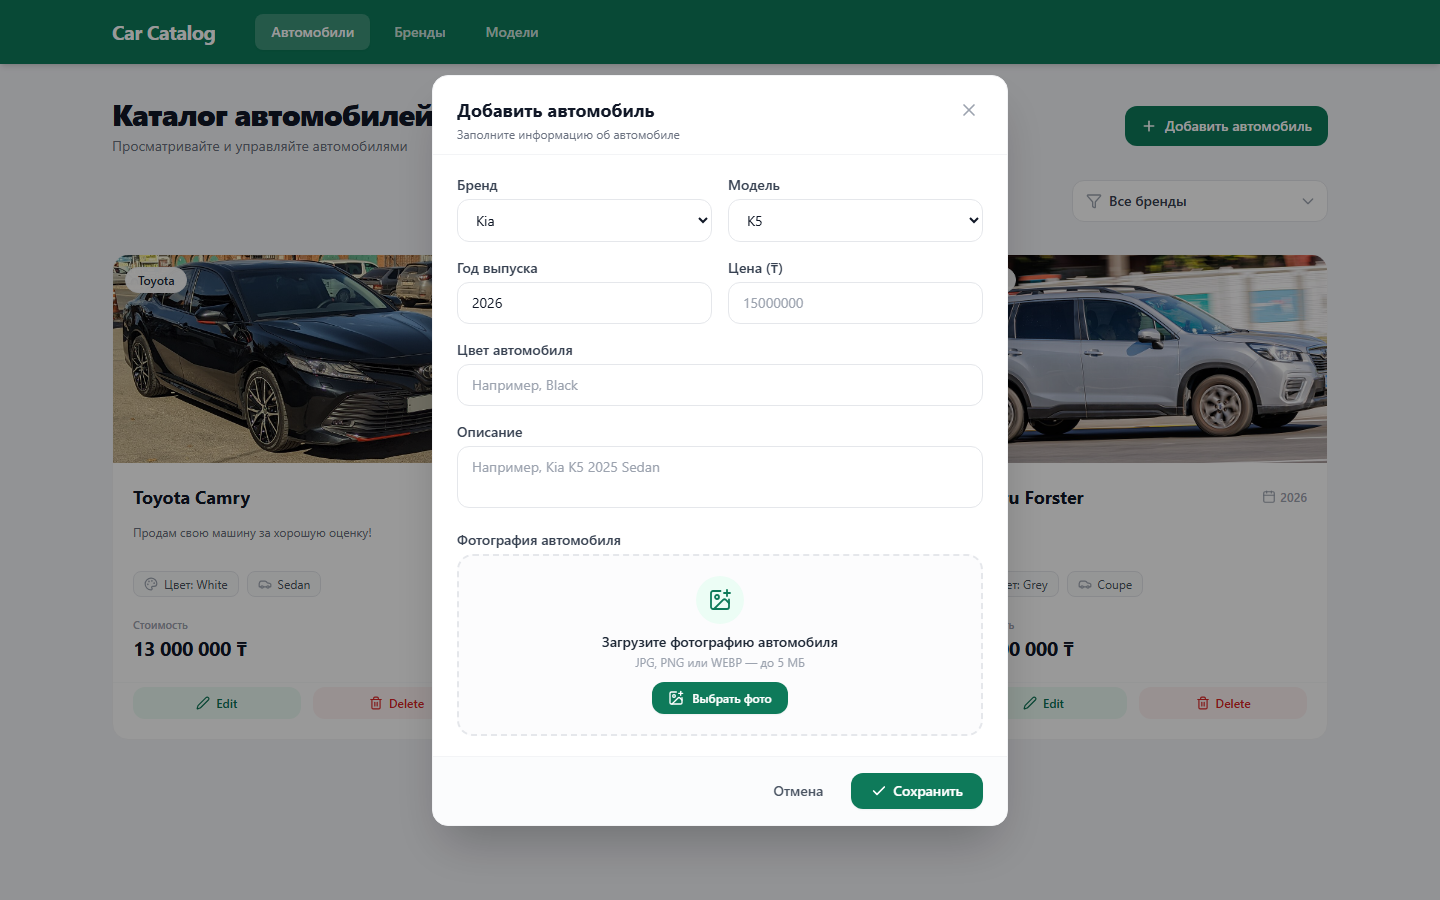 Car Catalog
Автомобили
Бренды
Модели
Каталог автомобилей
Просматривайте и управляйте автомобилями
Добавить автомобиль
Все бренды
Добавить автомобиль
Заполните информацию об автомобиле
Бренд
Модель
Kia
K5
Год выпуска
Цена (₸)
2026
15000000
Цвет автомобиля
Например, Black
Описание
Например, Kia K5 2025 Sedan
Фотография автомобиля
Загрузите фотографию автомобиля
JPG, PNG или WEBP — до 5 МБ
Выбрать фото
Отмена
Сохранить
Toyota
Toyota Camry
Продам свою машину за хорошую оценку!
Цвет: White
Sedan
Стоимость
13 000 000 ₸
Edit
Delete
u Forster
2026
ет: Grey
Coupe
ь
0 000 ₸
Edit
Delete